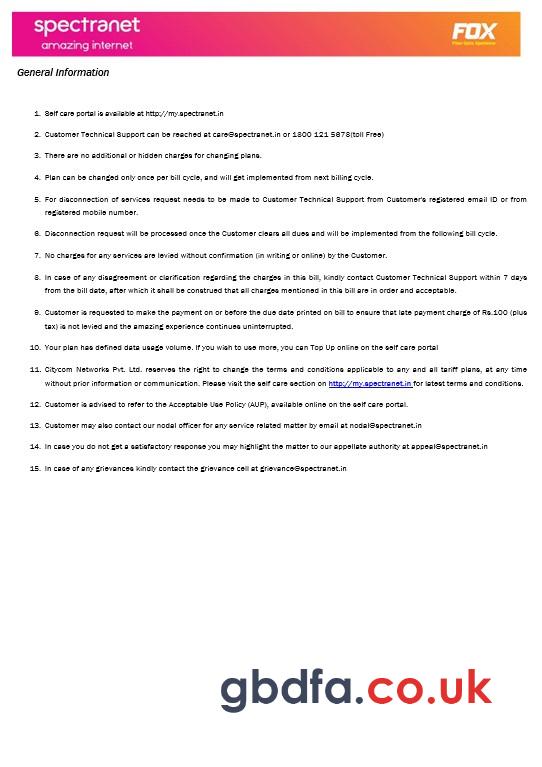 spectranet
amazing internet
FOX
Fiber Optic Xperience
General Information
1. Self care portal is available at http://my.spectranet.in
2. Customer Technical Support can be reached at care@spectranet.in or 1800 121 5678(toll Free)
3. There are no additional or hidden charges for changing plans.
4. Plan can be changed only once per bill cycle, and will get implemented from next billing cycle.
5. For disconnection of services request needs to be made to Customer Technical Support from Customer's registered email ID or from
registered mobile number.
6. Disconnection request will be processed once the Customer clears all dues and will be implemented from the following bill cycle.
7. No charges for any services are levied without confirmation (in writing or online) by the Customer.
8. In case of any disagreement or clarification regarding the charges in this bill, kindly contact Customer Technical Support within 7 days
from the bill date, after which it shall be construed that all charges mentioned in this bill are in order and acceptable.
9. Customer is requested to make the payment on or before the due date printed on bill to ensure that late payment charge of Rs.100 (plus
tax) is not levied and the amazing experience continues uninterrupted.
10. Your plan has defined data usage volume. If you wish to use more, you can Top Up online on the self care portal
11. Citycom Networks Pvt. Ltd. reserves the right to change the terms and conditions applicable to any and all tariff plans, at any time
without prior information or communication. Please visit the self care section on http://my.spectranet.in for latest terms and conditions.
12. Customer is advised to refer to the Acceptable Use Policy (AUP), available online on the self care portal.
13. Customer may also contact our nodal officer for any service related matter by email at nodal@spectranet.in
14. In case you do not get a satisfactory response you may highlight the matter to our appellate authority at appeal@spectranet.in
15. In case of any grievances kindly contact the grievance cell at grievance@spectranet.in
gbdfa.co.uk